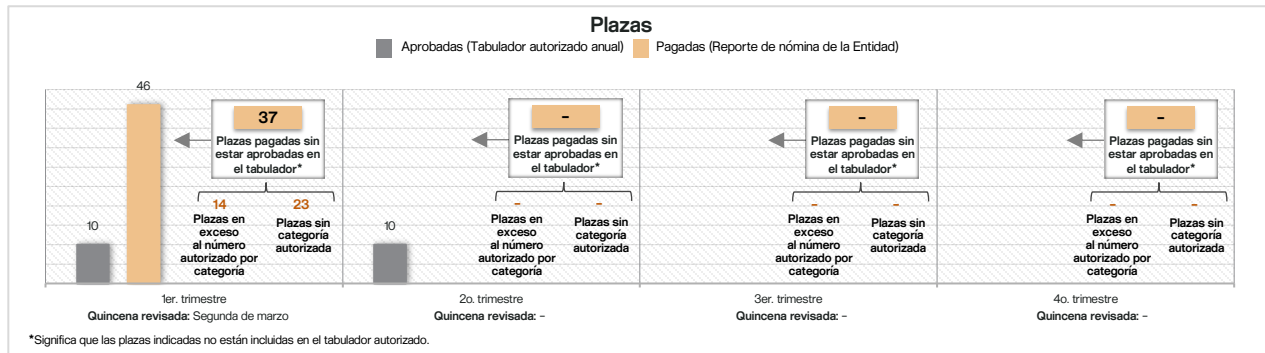 Plazas
Aprobadas (Tabulador autorizado anual)
Pagadas (Reporte de nómina de la Entidad)
10
46
37
Plazas pagadas sin
estar aprobadas en
el tabulador*
14
Plazas en
exceso
al número
autorizado por
categoría
23
Plazas sin
categoría
autorizada
1er. trimestre
Quincena revisada: Segunda de marzo
10
-
Plazas pagadas sin
estar aprobadas en
el tabulador*
-
Plazas en
exceso
al número
autorizado por
categoría
-
Plazas sin
categoría
autorizada
2o. trimestre
Quincena revisada: -
-
Plazas pagadas sin
estar aprobadas en
el tabulador*
-
Plazas en
exceso
al número
autorizado por
categoría
-
Plazas sin
categoría
autorizada
3er. trimestre
Quincena revisada: -
-
Plazas pagadas sin
estar aprobadas en
el tabulador*
-
Plazas en
exceso
al número
autorizado por
categoría
-
Plazas sin
categoría
autorizada
4o. trimestre
Quincena revisada: -
*Significa que las plazas indicadas no están incluidas en el tabulador autorizado.